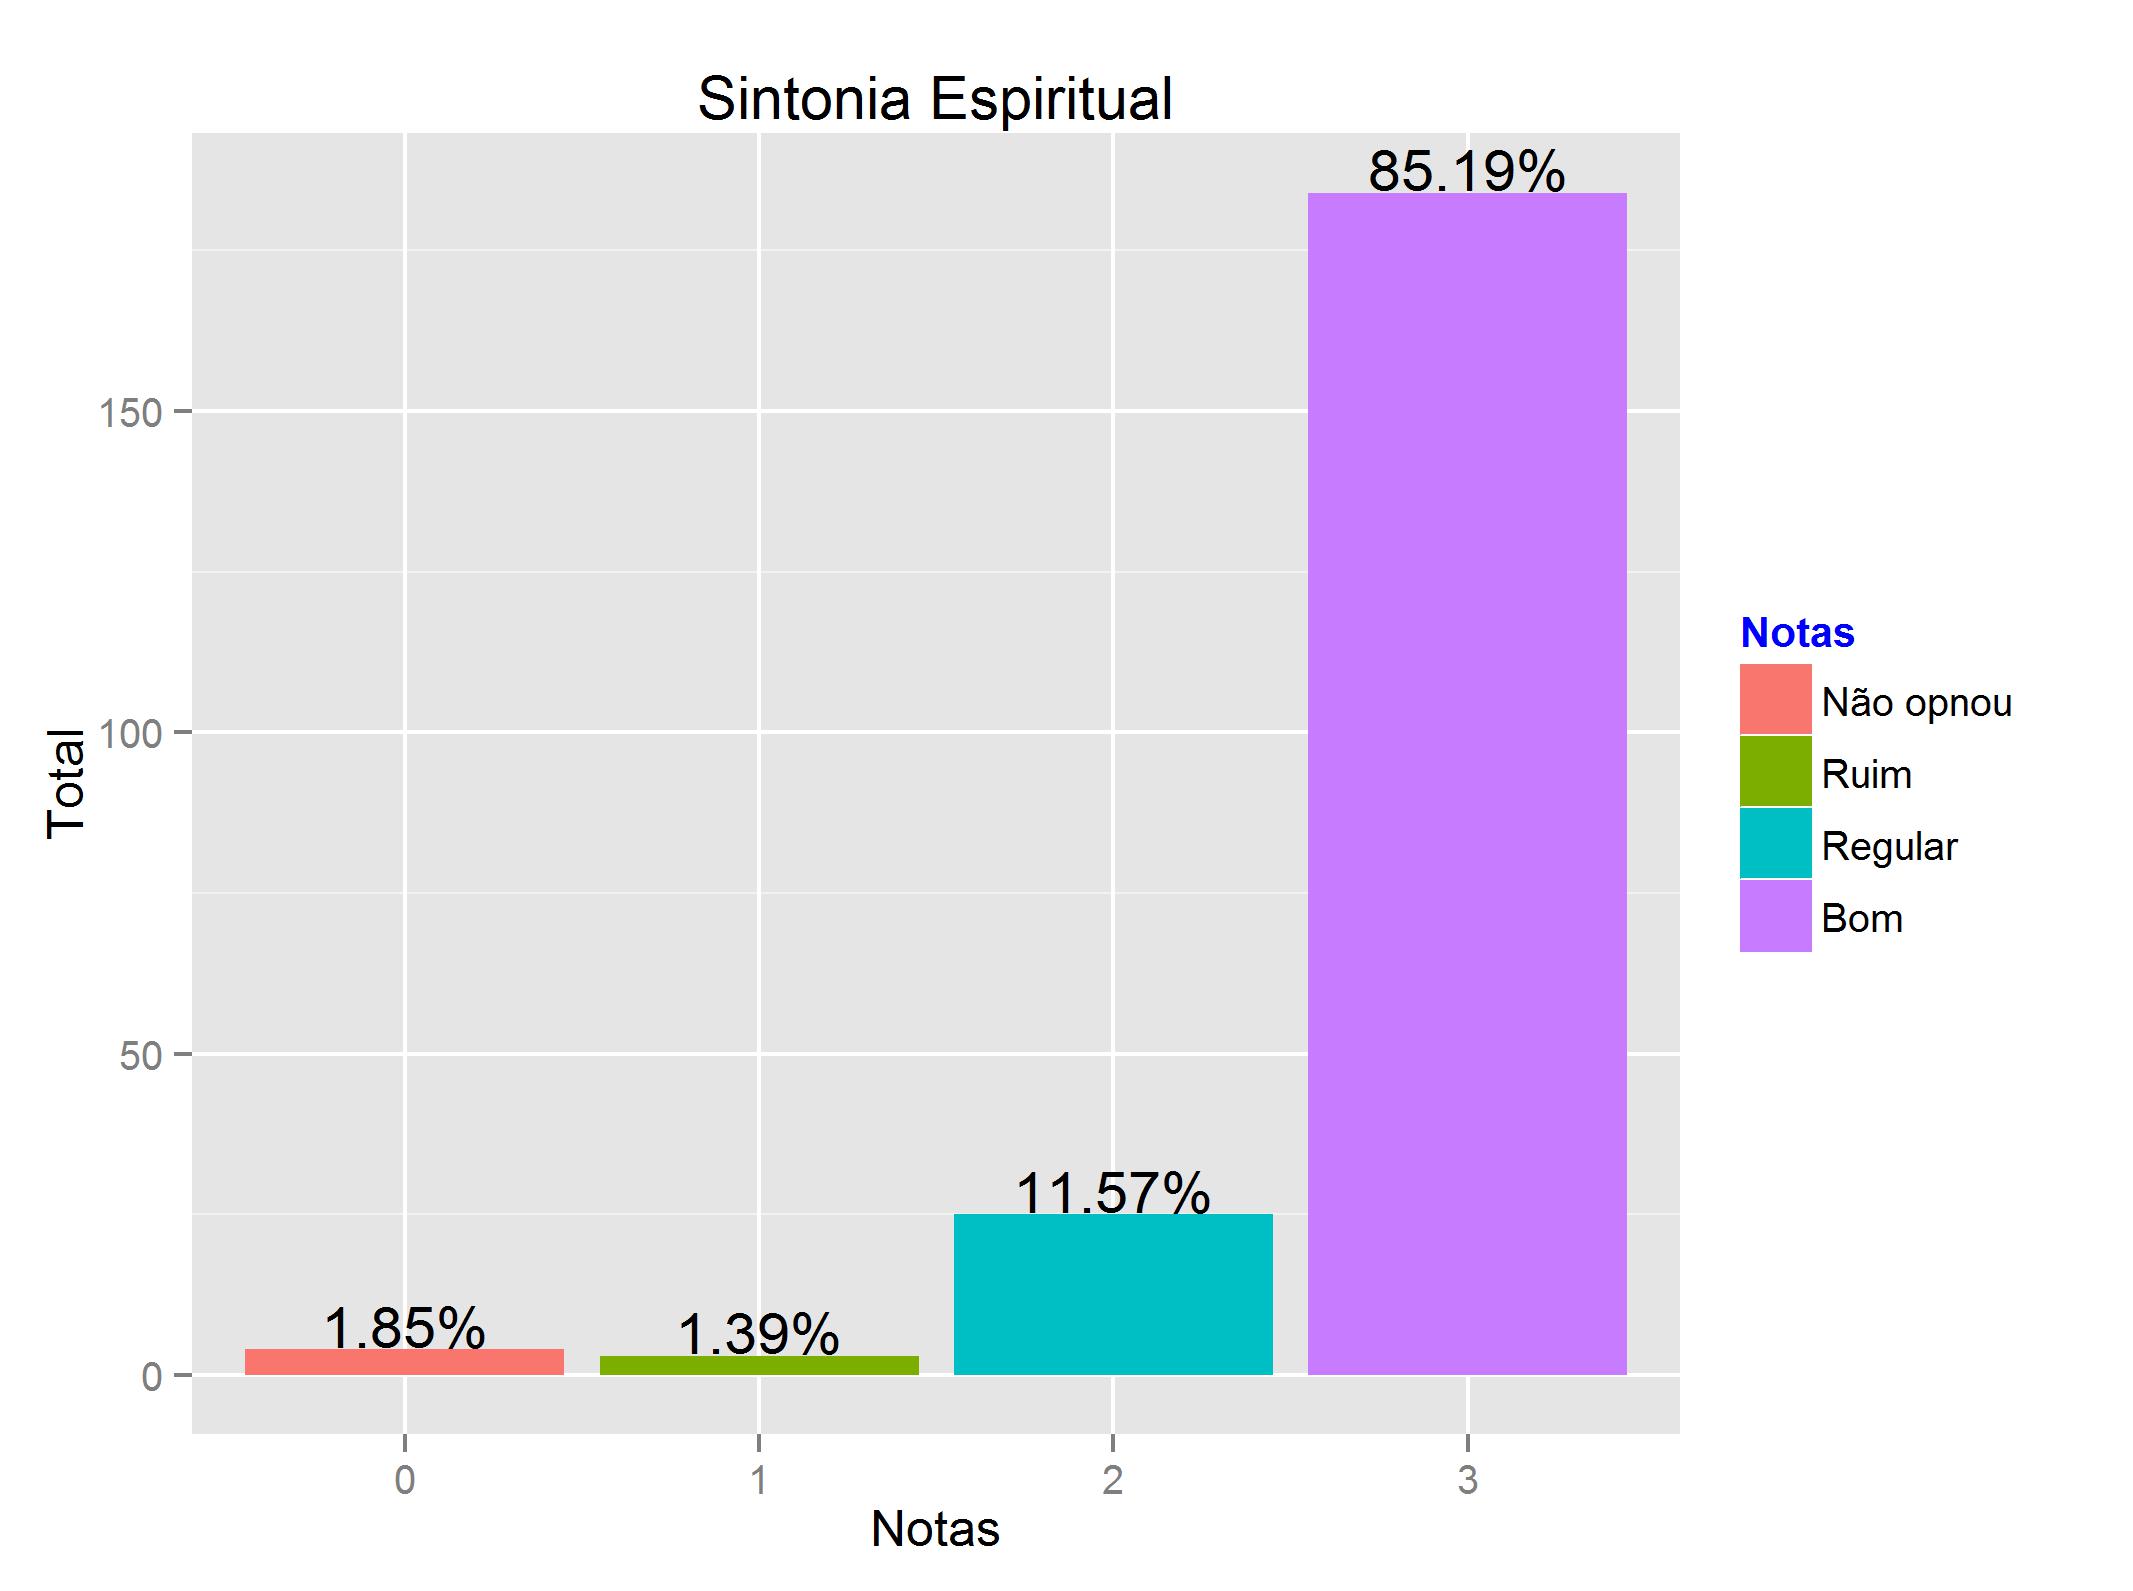 Sintonia Espiritual
85.19%
150
100
50
0
Total
11.57%
1.85%
1.39%
0 1 2 3
Notas
Notas
Não opnou
Ruim
Regular
Bom